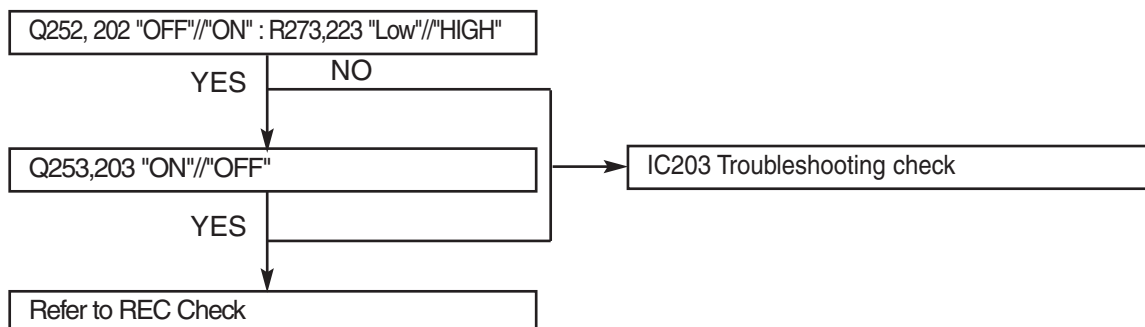 Q252, 202 "OFF"//"ON" : R273,223 "Low"//"HIGH"
YES
NO
Q253,203 "ON"//"OFF"
IC203 Troubleshooting check
YES
Refer to REC Check